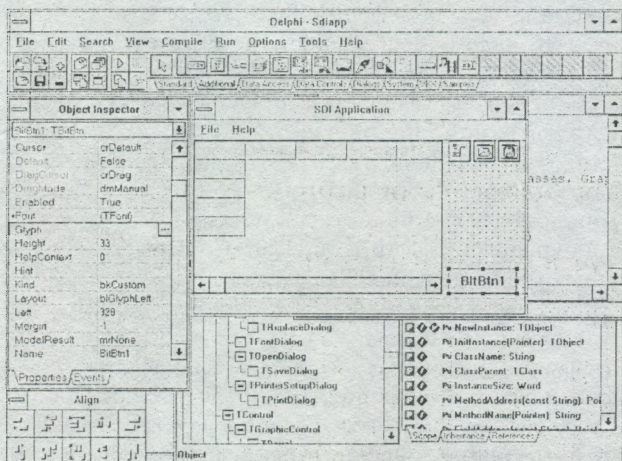 Delphi - Sdiapp
File Edit Search View Compile Run Options Tools Help
Standard Additional Data Access Data Controls Dialogs System VBX Samples
Object Inspector
BitBtn1: TBitBtn
Cursor crDefault
Default False
DragCursor crDrag
DragMode dmManual
Enabled True
+Font (TFont)
Glyph ...
Height 33
HelpContext 0
Hint
Kind bkCustom
Layout blGlyphLeft
Left 328
Margin -1
ModalResult mrNone
Name BitBtn1
Properties Events
Align
SDI Application
File Help
BitBtn1
asses, Grap
TReplaceDialog
TFontDialog
TOpenDialog
TSaveDialog
TPrinterSetupDialog
TPrintDialog
TControl
TGraphicControl
Object
Pu NewInstance: TObject
Pu InitInstance(Pointer): TObject
Pu ClassName: String
Pu ClassParent: TClass
Pu InstanceSize: Word
Pu MethodAddress(const String): Poi
Pu MethodName(Pointer): String
Scope Inheritance References